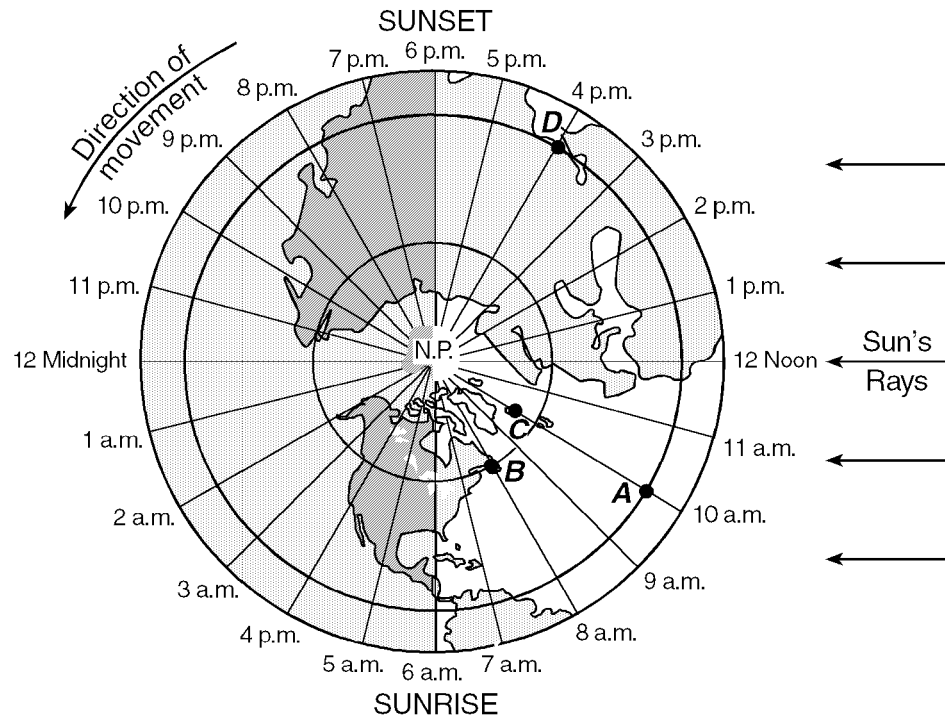 SUNSET
6 p.m.
7 p.m.
5 p.m.
8 p.m.
4 p.m.
Direction of
movement
9 p.m.
D
3 p.m.
10 p.m.
2 p.m.
11 p.m.
1 p.m.
12 Midnight
N.P.
12 Noon
Sun's
Rays
1 a.m.
C
11 a.m.
B
A
2 a.m.
10 a.m.
3 a.m.
9 a.m.
4 p.m.
8 a.m.
5 a.m.
7 a.m.
6 a.m.
SUNRISE